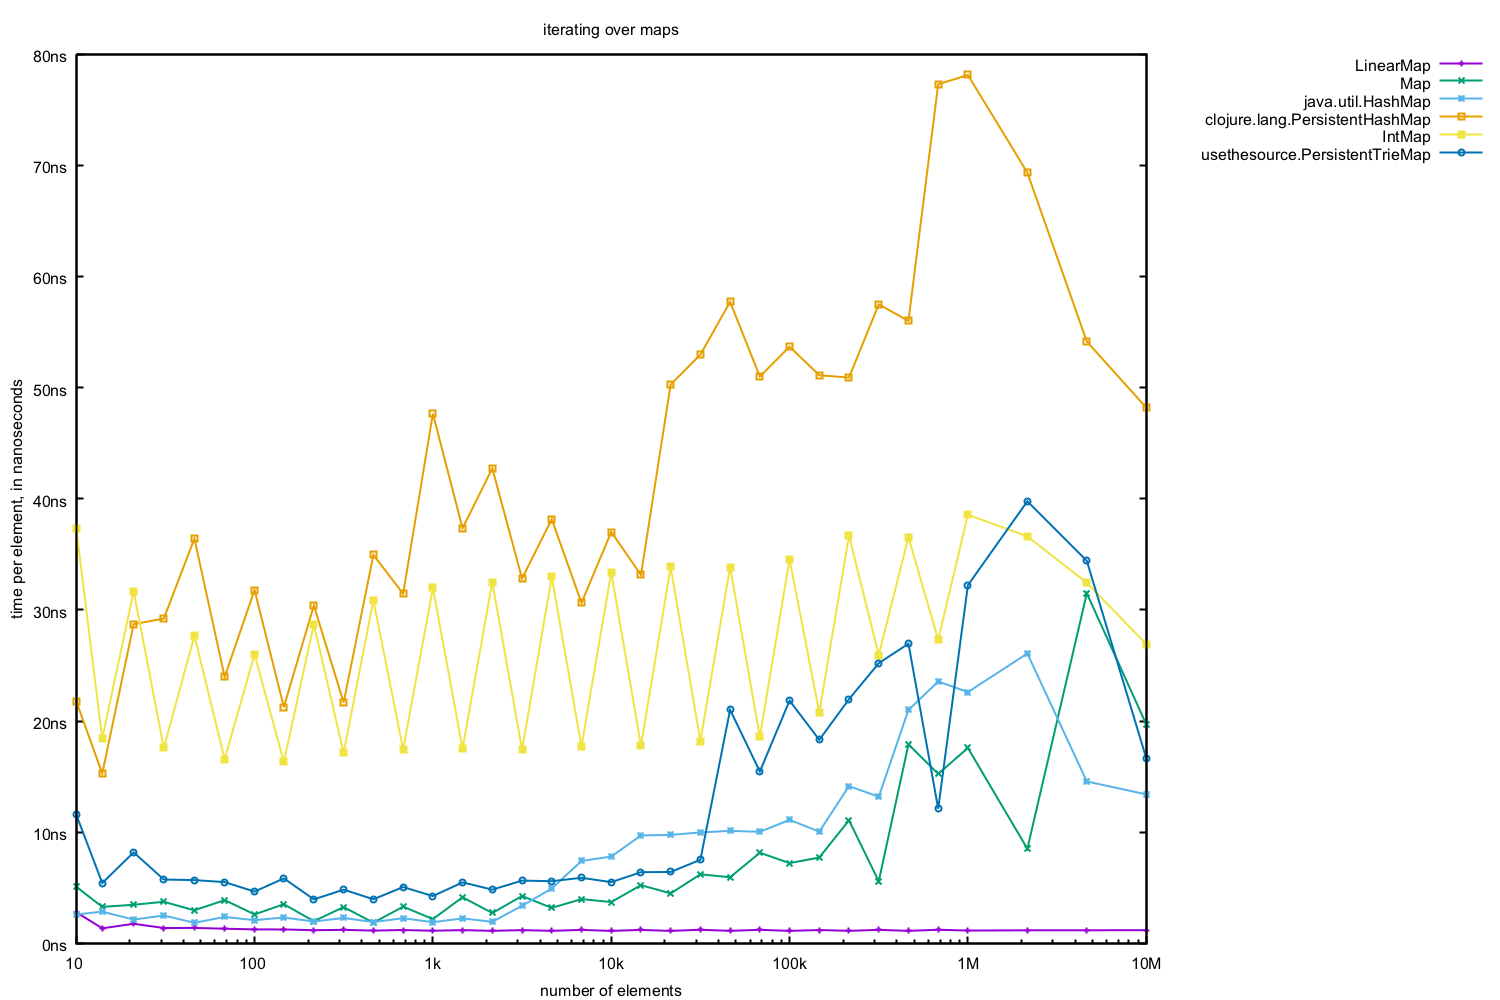 iterating over maps
80ns
70ns
60ns
50ns
40ns
30ns
20ns
10ns
0ns
time per element, in nanoseconds
10
100
1k
10k
100k
1M
10M
number of elements
LinearMap
Map
java.util.HashMap
clojure.lang.PersistentHashMap
IntMap
usethesource.PersistentTrieMap